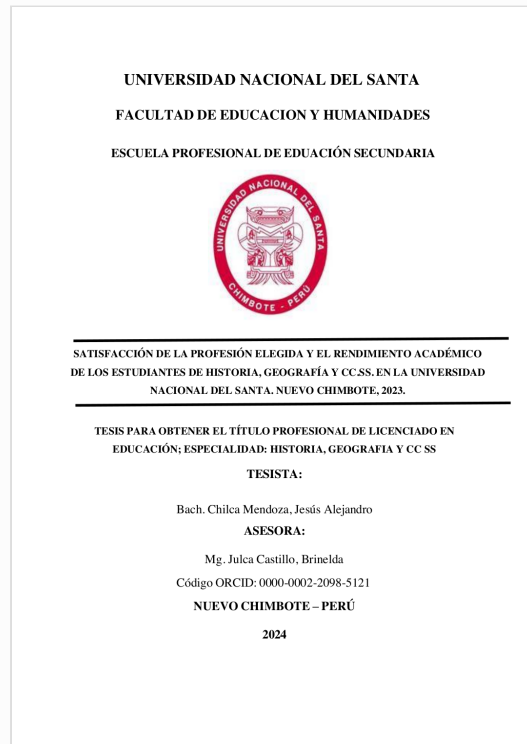 UNIVERSIDAD NACIONAL DEL SANTA
FACULTAD DE EDUCACION Y HUMANIDADES
ESCUELA PROFESIONAL DE EDUACIÓN SECUNDARIA
UNIVERSIDAD NACIONAL DEL SANTA
CHIMBOTE - PERÚ
SATISFACCIÓN DE LA PROFESIÓN ELEGIDA Y EL RENDIMIENTO ACADÉMICO
DE LOS ESTUDIANTES DE HISTORIA, GEOGRAFÍA Y CC.SS. EN LA UNIVERSIDAD
NACIONAL DEL SANTA. NUEVO CHIMBOTE, 2023.
TESIS PARA OBTENER EL TÍTULO PROFESIONAL DE LICENCIADO EN
EDUCACIÓN; ESPECIALIDAD: HISTORIA, GEOGRAFIA Y CC SS
TESISTA:
Bach. Chilca Mendoza, Jesús Alejandro
ASESORA:
Mg. Julca Castillo, Brinelda
Código ORCID: 0000-0002-2098-5121
NUEVO CHIMBOTE – PERÚ
2024